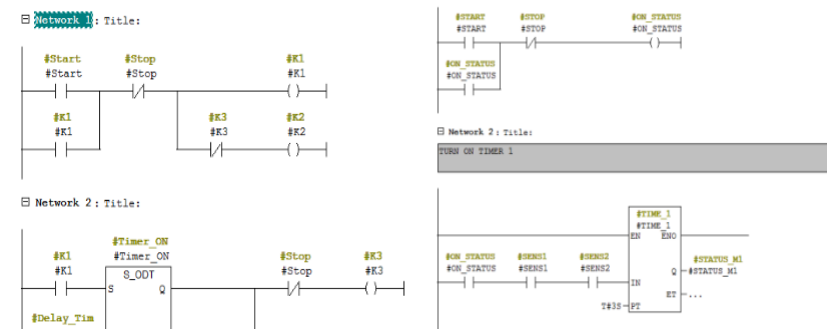 Network 1: Title:
#Start #Stop #K1
#Start #Stop #K1
#K1 #K3 #K2
#K1 #K3 #K2
Network 2: Title:
#Timer_ON
#K1 #Timer_ON #Stop #K3
#K1 S_ODT #Stop #K3
S Q
#Delay_Tim
#START #STOP #ON_STATUS
#START #STOP #ON_STATUS
#ON_STATUS
#ON_STATUS
Network 2: Title:
TURN ON TIMER 1
#TIME_1
#TIME_1
EN ENO
#ON_STATUS #SENS1 #SENS2 #STATUS_M1
#ON_STATUS #SENS1 #SENS2 Q #STATUS_M1
IN
ET ...
T#3S PT